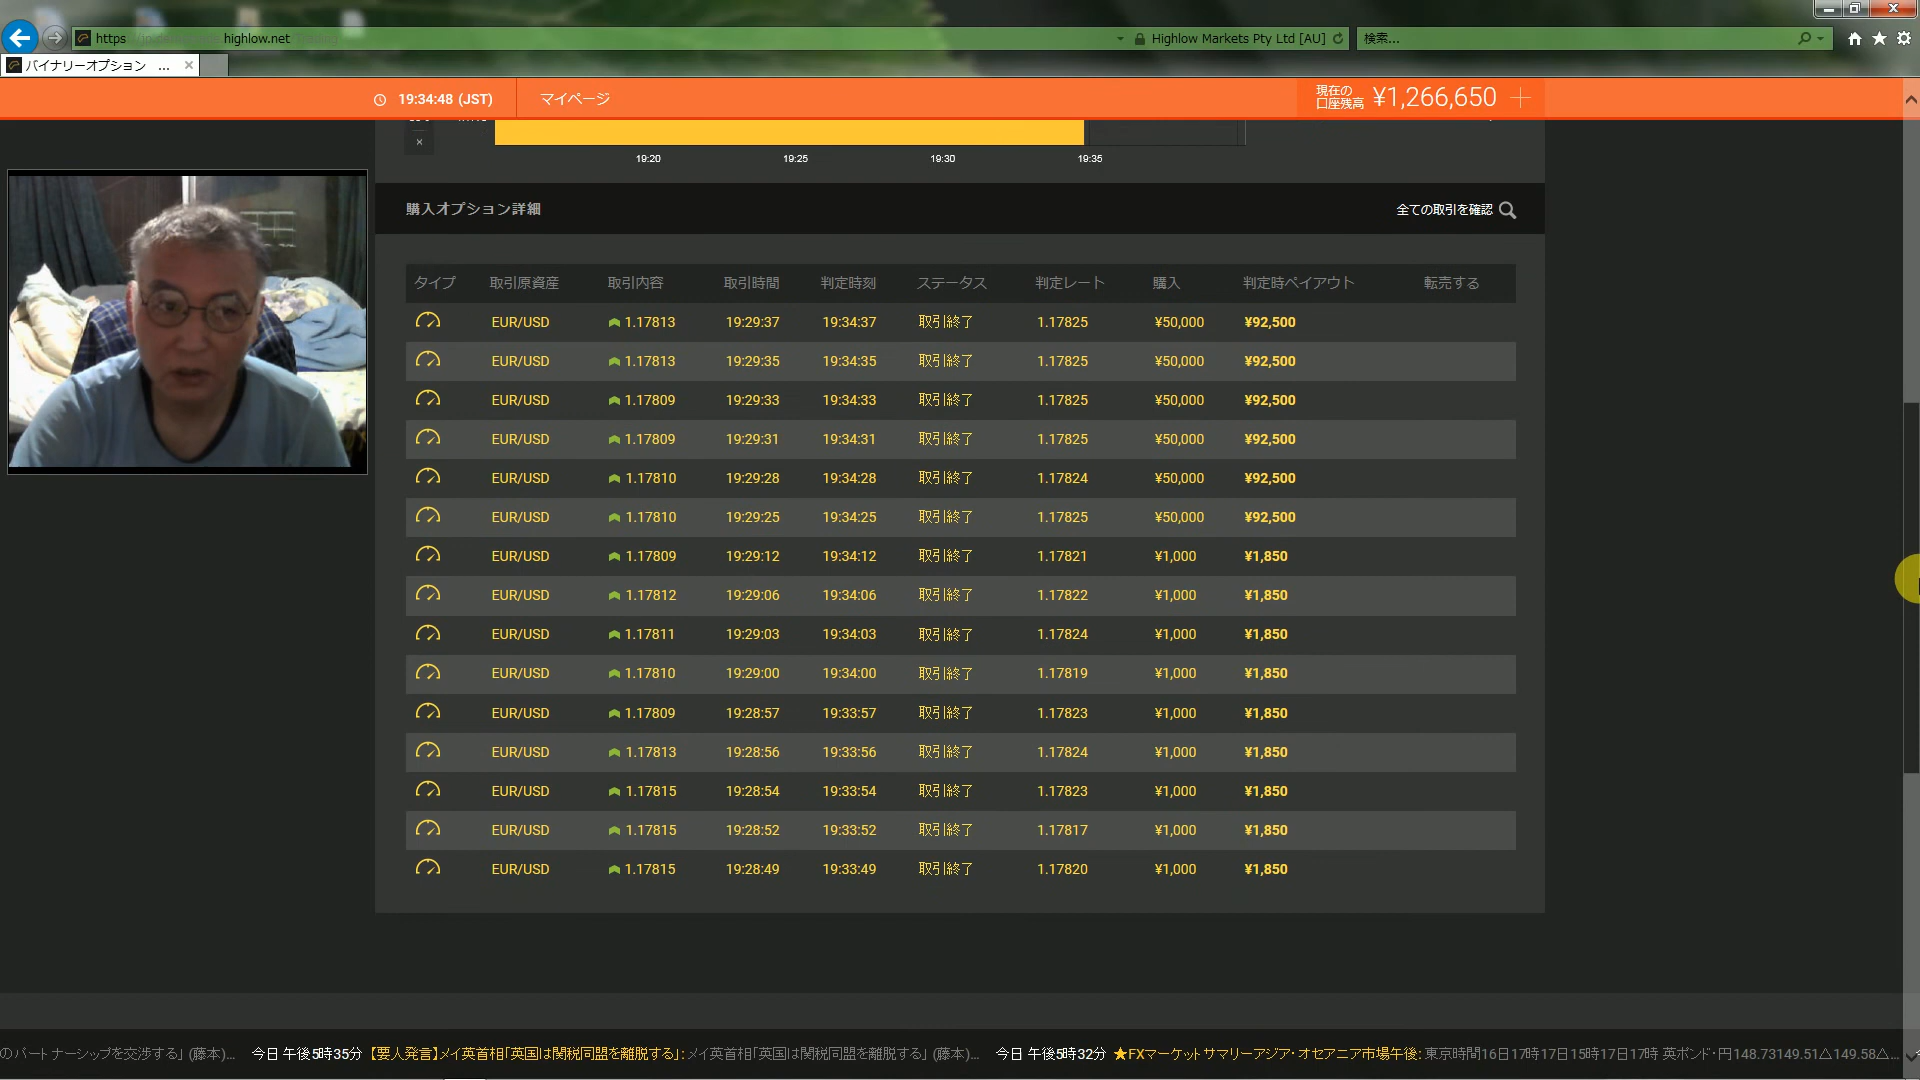 https highlow.net
Highlow Markets Pty Ltd [AU]
検索...
バイナリーオプション ...
19:34:48 (JST)
マイページ
現在の
口座残高 ¥1,266,650
19:20 19:25 19:30 19:35
購入オプション詳細
全ての取引を確認
タイプ 取引原資産 取引内容 取引時間 判定時刻 ステータス 判定レート 購入 判定時ペイアウト 転売する
EUR/USD 1.17813 19:29:37 19:34:37 取引終了 1.17825 ¥50,000 ¥92,500
EUR/USD 1.17813 19:29:35 19:34:35 取引終了 1.17825 ¥50,000 ¥92,500
EUR/USD 1.17809 19:29:33 19:34:33 取引終了 1.17825 ¥50,000 ¥92,500
EUR/USD 1.17809 19:29:31 19:34:31 取引終了 1.17825 ¥50,000 ¥92,500
EUR/USD 1.17810 19:29:28 19:34:28 取引終了 1.17824 ¥50,000 ¥92,500
EUR/USD 1.17810 19:29:25 19:34:25 取引終了 1.17825 ¥50,000 ¥92,500
EUR/USD 1.17809 19:29:12 19:34:12 取引終了 1.17821 ¥1,000 ¥1,850
EUR/USD 1.17812 19:29:06 19:34:06 取引終了 1.17822 ¥1,000 ¥1,850
EUR/USD 1.17811 19:29:03 19:34:03 取引終了 1.17824 ¥1,000 ¥1,850
EUR/USD 1.17810 19:29:00 19:34:00 取引終了 1.17819 ¥1,000 ¥1,850
EUR/USD 1.17809 19:28:57 19:33:57 取引終了 1.17823 ¥1,000 ¥1,850
EUR/USD 1.17813 19:28:56 19:33:56 取引終了 1.17824 ¥1,000 ¥1,850
EUR/USD 1.17815 19:28:54 19:33:54 取引終了 1.17823 ¥1,000 ¥1,850
EUR/USD 1.17815 19:28:52 19:33:52 取引終了 1.17817 ¥1,000 ¥1,850
EUR/USD 1.17815 19:28:49 19:33:49 取引終了 1.17820 ¥1,000 ¥1,850
のパートナーシップを交渉する」 (藤本)... 今日 午後5時35分 【要人発言】メイ英首相「英国は関税同盟を離脱する」: メイ英首相「英国は関税同盟を離脱する」 (藤本)... 今日 午後5時32分 ★FXマーケットサマリーアジア・オセアニア市場午後: 東京時間16日17時17日15時17日17時 英ポンド・円148.73149.51△149.58△...